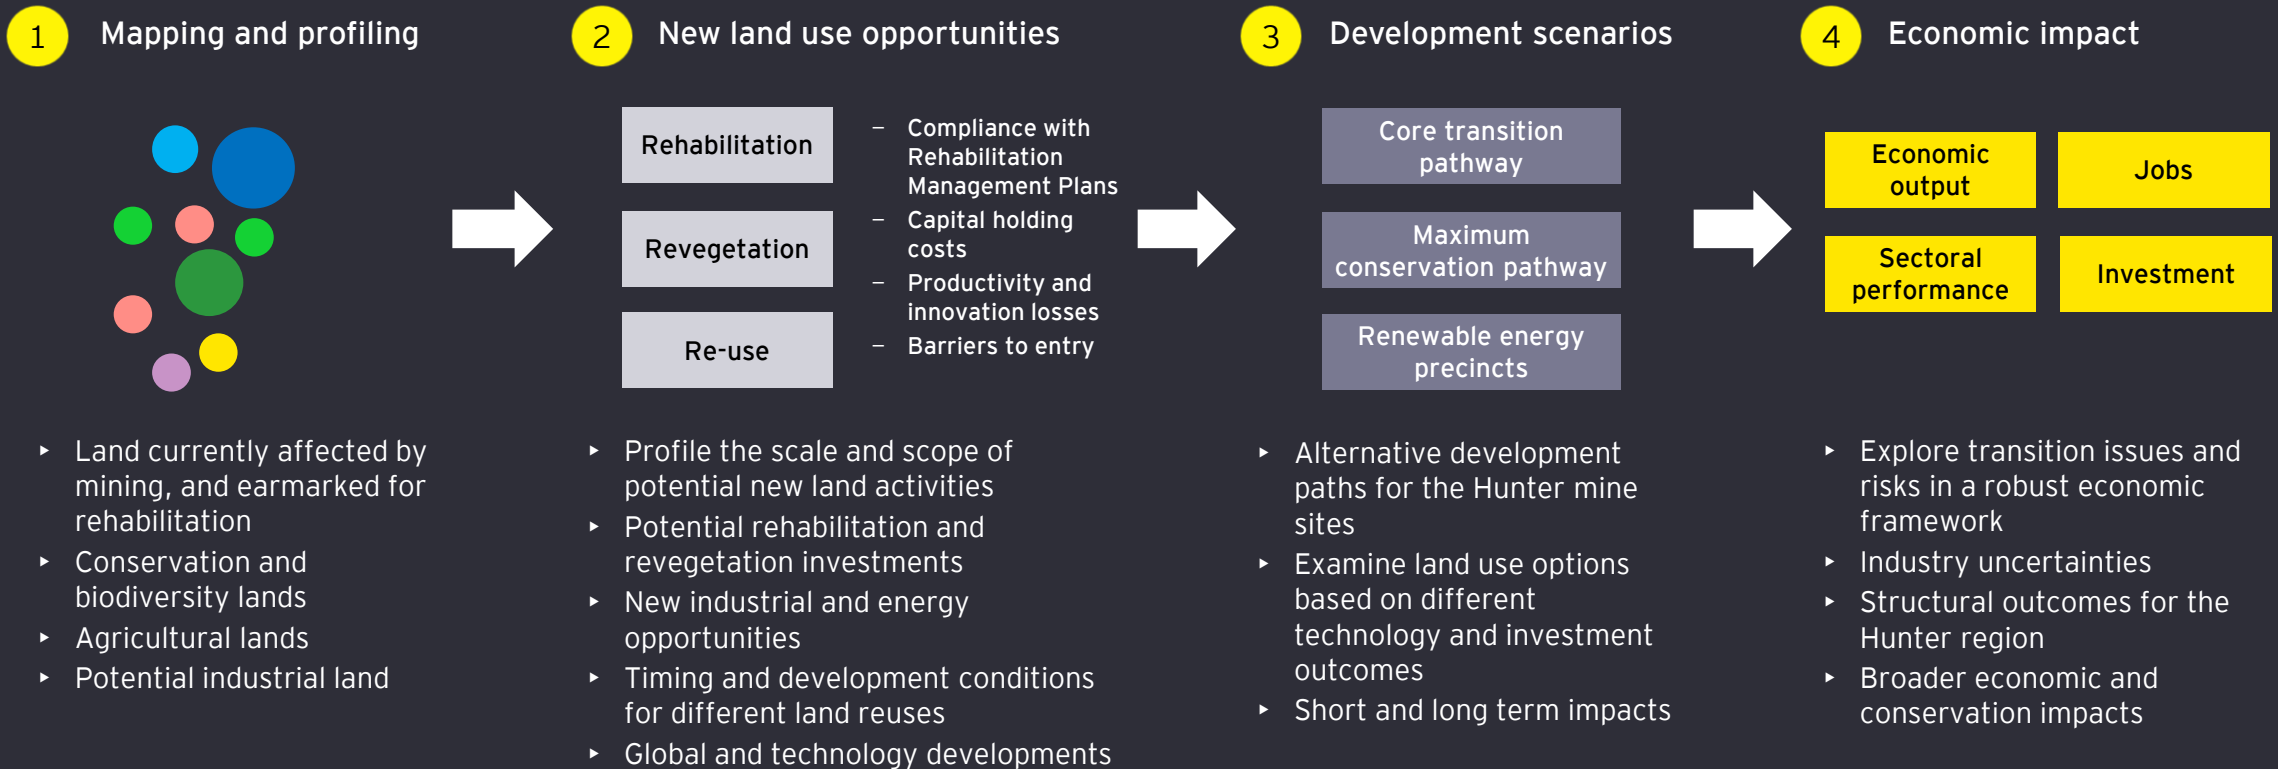 1 Mapping and profiling
▸ Land currently affected by
mining, and earmarked for
rehabilitation
▸ Conservation and
biodiversity lands
▸ Agricultural lands
▸ Potential industrial land
2 New land use opportunities
Rehabilitation
Revegetation
Re-use
– Compliance with
Rehabilitation
Management Plans
– Capital holding
costs
– Productivity and
innovation losses
– Barriers to entry
▸ Profile the scale and scope of
potential new land activities
▸ Potential rehabilitation and
revegetation investments
▸ New industrial and energy
opportunities
▸ Timing and development conditions
for different land reuses
▸ Global and technology developments
3 Development scenarios
Core transition
pathway
Maximum
conservation pathway
Renewable energy
precincts
▸ Alternative development
paths for the Hunter mine
sites
▸ Examine land use options
based on different
technology and investment
outcomes
▸ Short and long term impacts
4 Economic impact
Economic
output
Jobs
Sectoral
performance
Investment
▸ Explore transition issues and
risks in a robust economic
framework
▸ Industry uncertainties
▸ Structural outcomes for the
Hunter region
▸ Broader economic and
conservation impacts